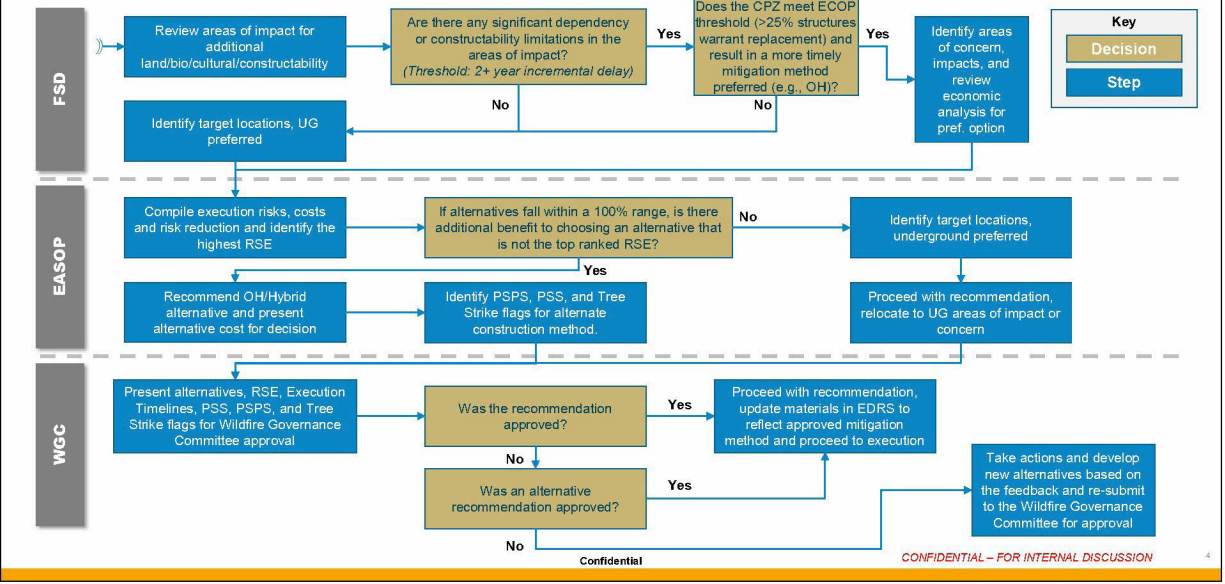 FSD
Review areas of impact for
additional
land/bio/cultural/constructability
Are there any significant dependency
or constructability limitations in the
areas of impact?
(Threshold: 2+ year incremental delay)
Yes
No
Does the CPZ meet ECOP
threshold (>25% structures
warrant replacement) and
result in a more timely
mitigation method
preferred (e.g., OH)?
Yes
No
Identify areas
of concern,
impacts, and
review
economic
analysis for
pref. option
Key
Decision
Step
Identify target locations, UG
preferred
EASOP
Compile execution risks, costs
and risk reduction and identify the
highest RSE
If alternatives fall within a 100% range, is there
additional benefit to choosing an alternative that
is not the top ranked RSE?
No
Yes
Identify target locations,
underground preferred
Recommend OH/Hybrid
alternative and present
alternative cost for decision
Identify PSPS, PSS, and Tree
Strike flags for alternate
construction method.
Proceed with recommendation,
relocate to UG areas of impact or
concern
WGC
Present alternatives, RSE, Execution
Timelines, PSS, PSPS, and Tree
Strike flags for Wildfire Governance
Committee approval
Was the recommendation
approved?
Yes
No
Proceed with recommendation,
update materials in EDRS to
reflect approved mitigation
method and proceed to execution
Was an alternative
recommendation approved?
Yes
No
Take actions and develop
new alternatives based on
the feedback and re-submit
to the Wildfire Governance
Committee for approval
Confidential
CONFIDENTIAL – FOR INTERNAL DISCUSSION
4